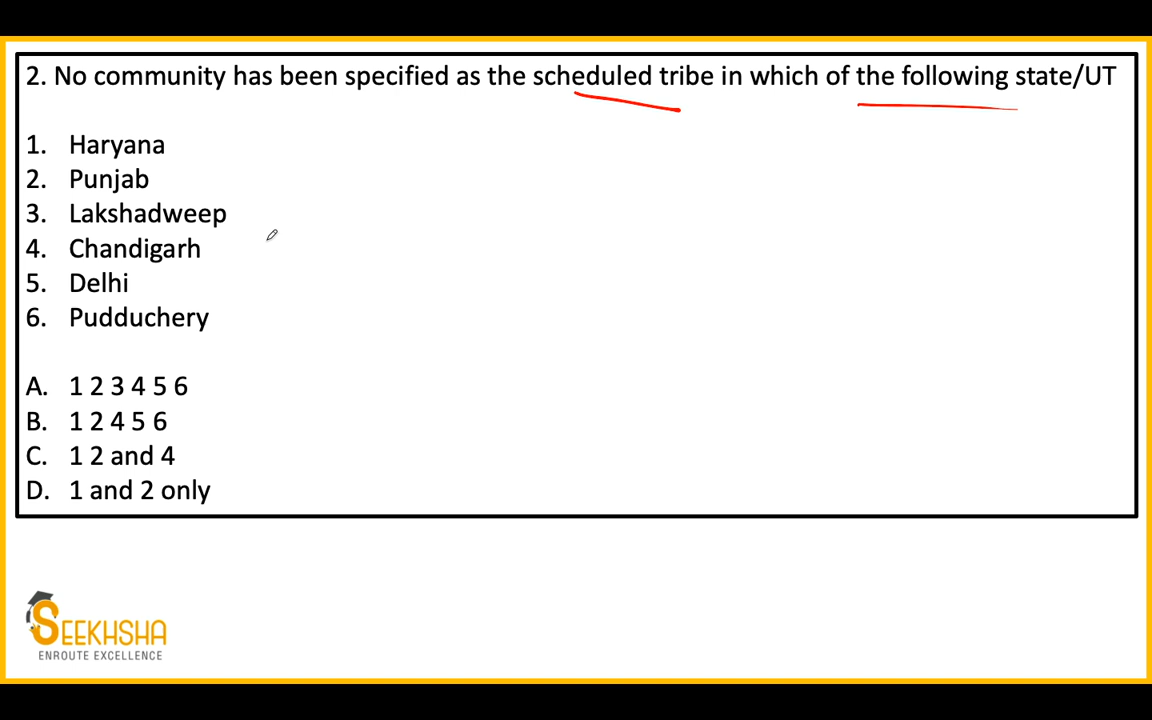 2. No community has been specified as the scheduled tribe in which of the following state/UT
1. Haryana
2. Punjab
3. Lakshadweep
4. Chandigarh
5. Delhi
6. Pudduchery
A. 1 2 3 4 5 6
B. 1 2 4 5 6
C. 1 2 and 4
D. 1 and 2 only
SEEKHSHA
ENROUTE EXCELLENCE